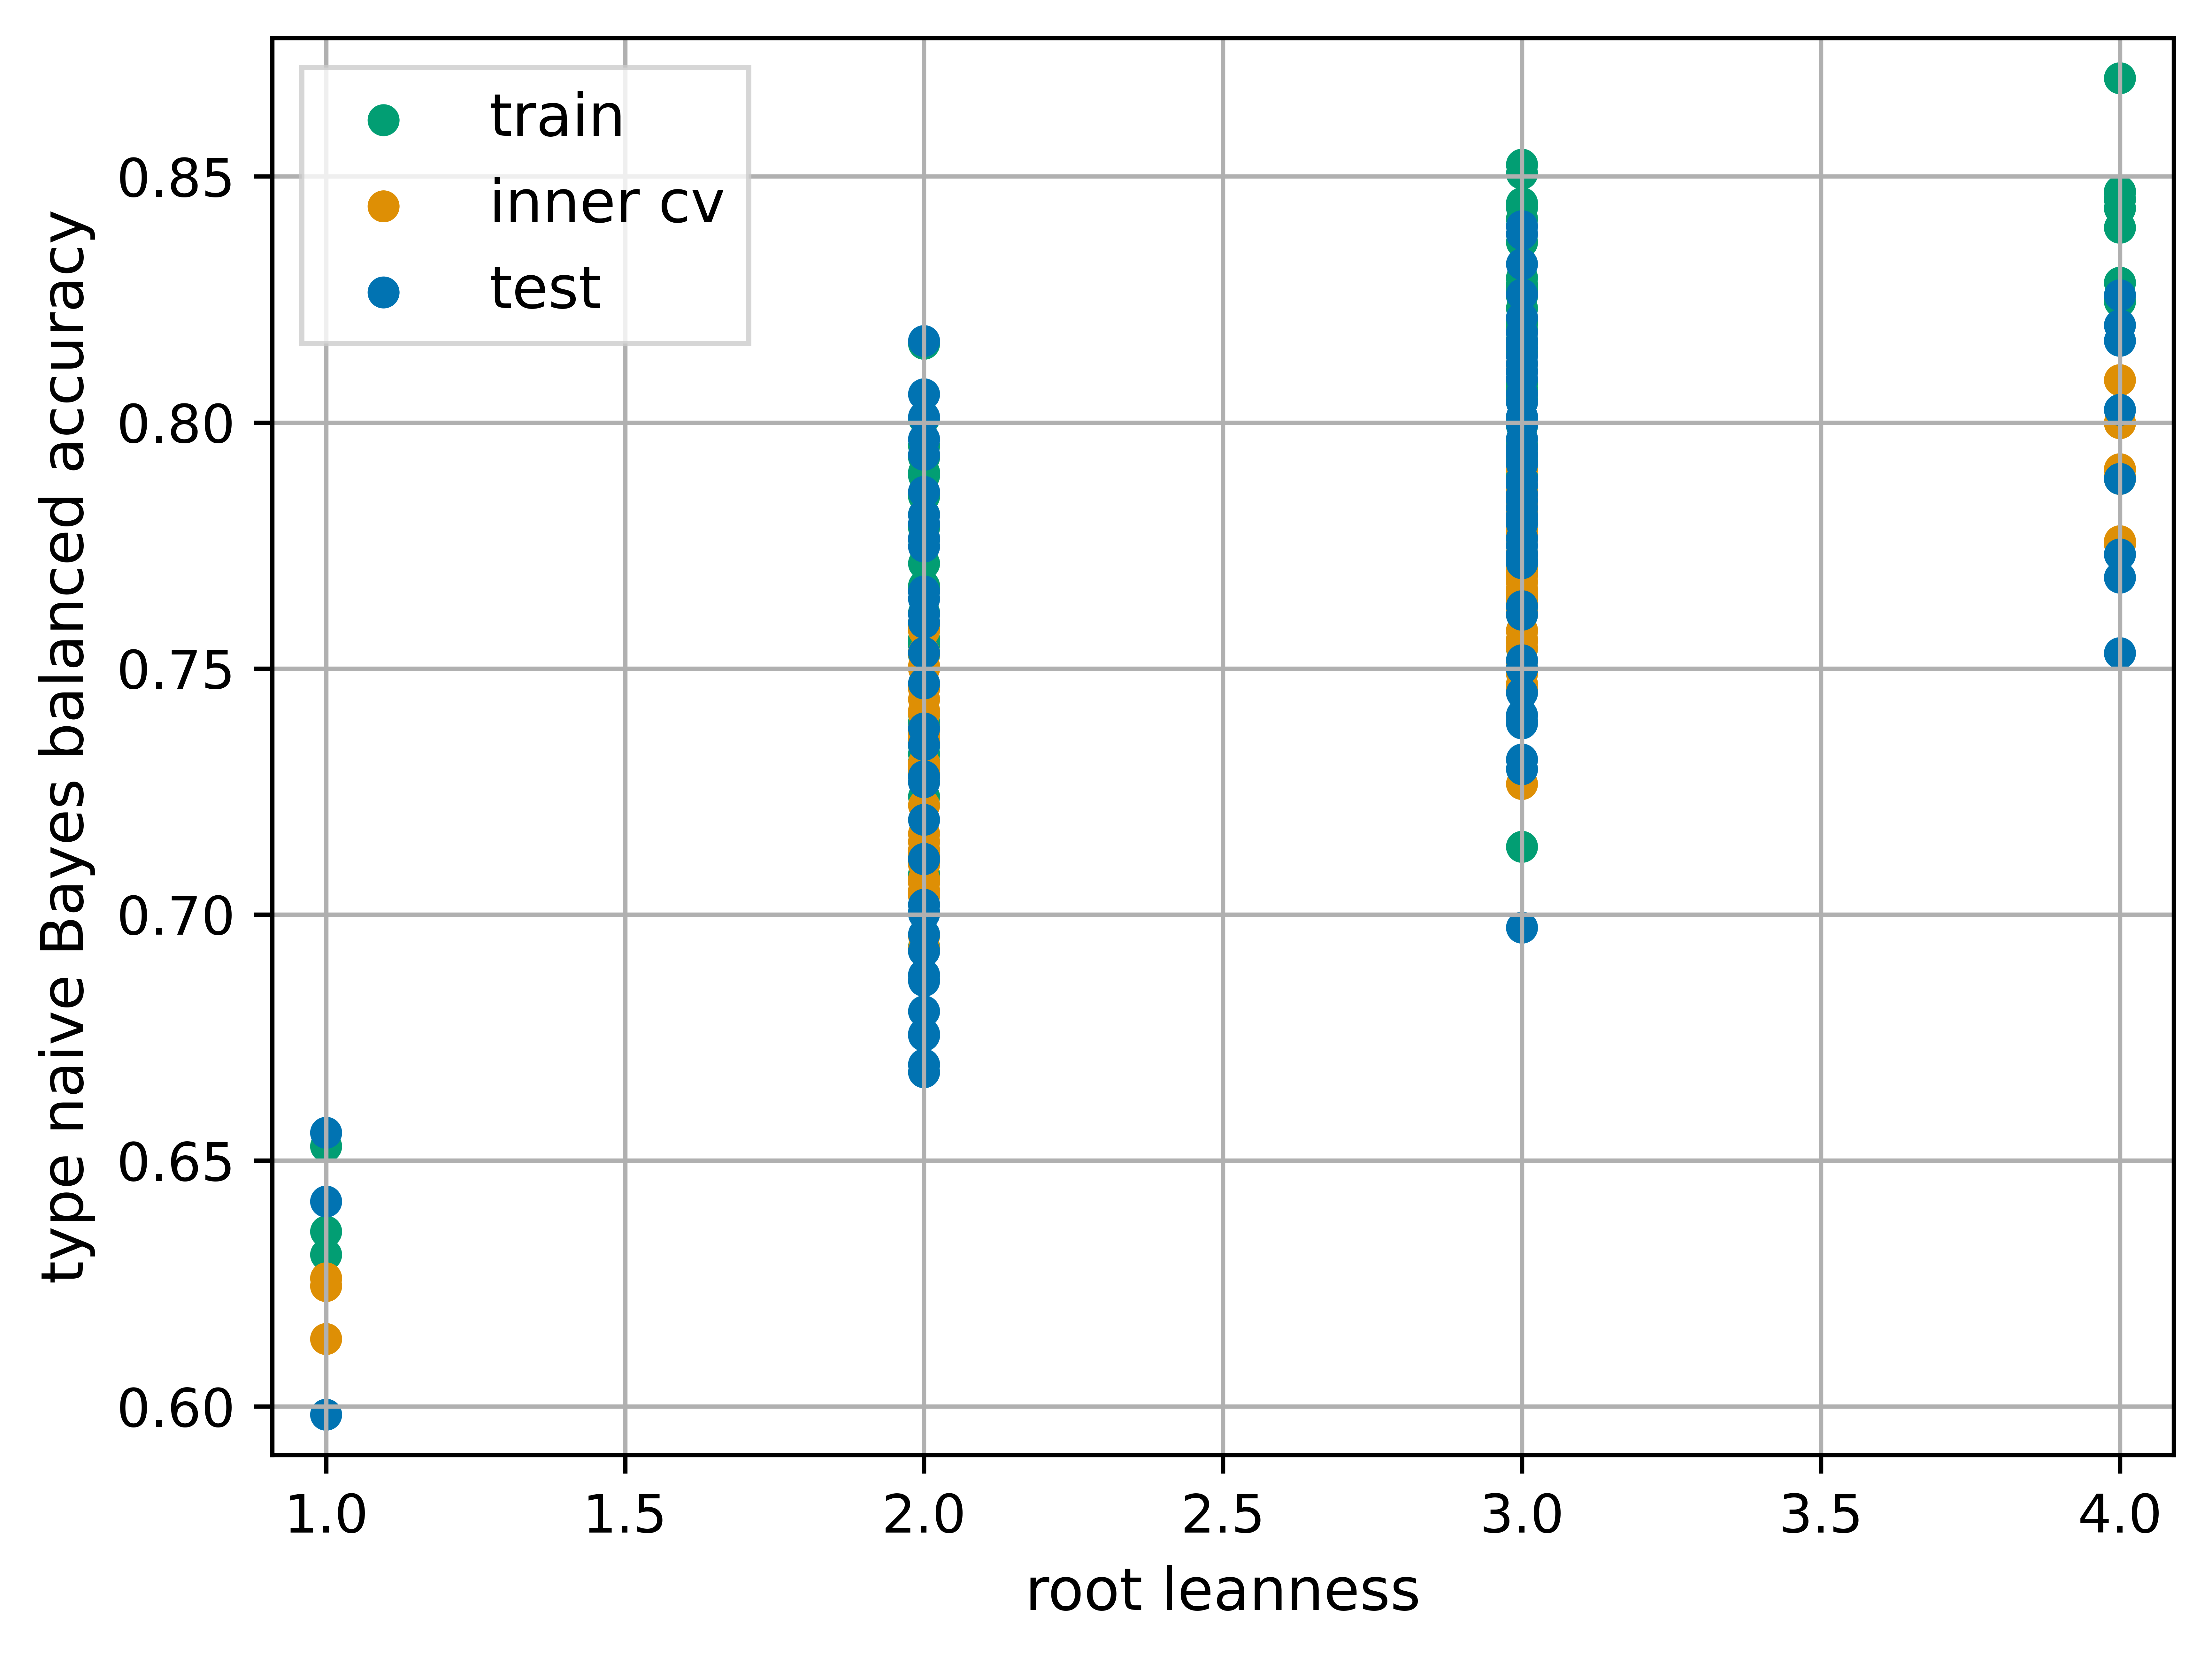 train
inner cv
test
type naive Bayes balanced accuracy
0.85
0.80
0.75
0.70
0.65
0.60
1.0 1.5 2.0 2.5 3.0 3.5 4.0
root leanness